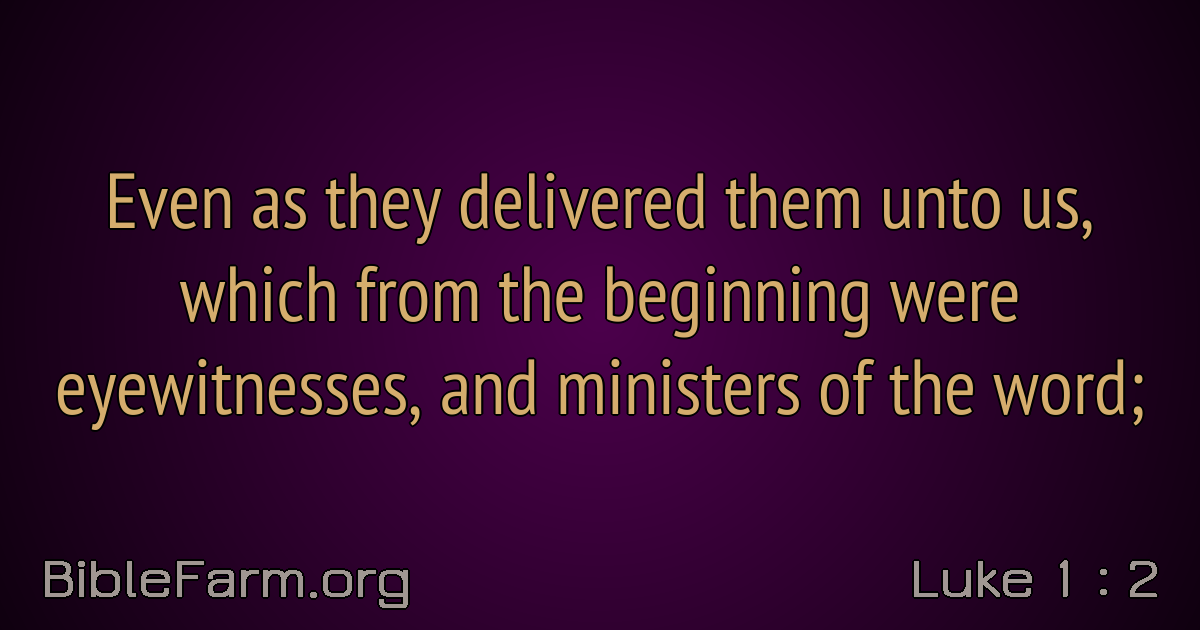 Even as they delivered them unto us,
which from the beginning were
eyewitnesses, and ministers of the word;
BibleFarm.org
Luke 1 : 2